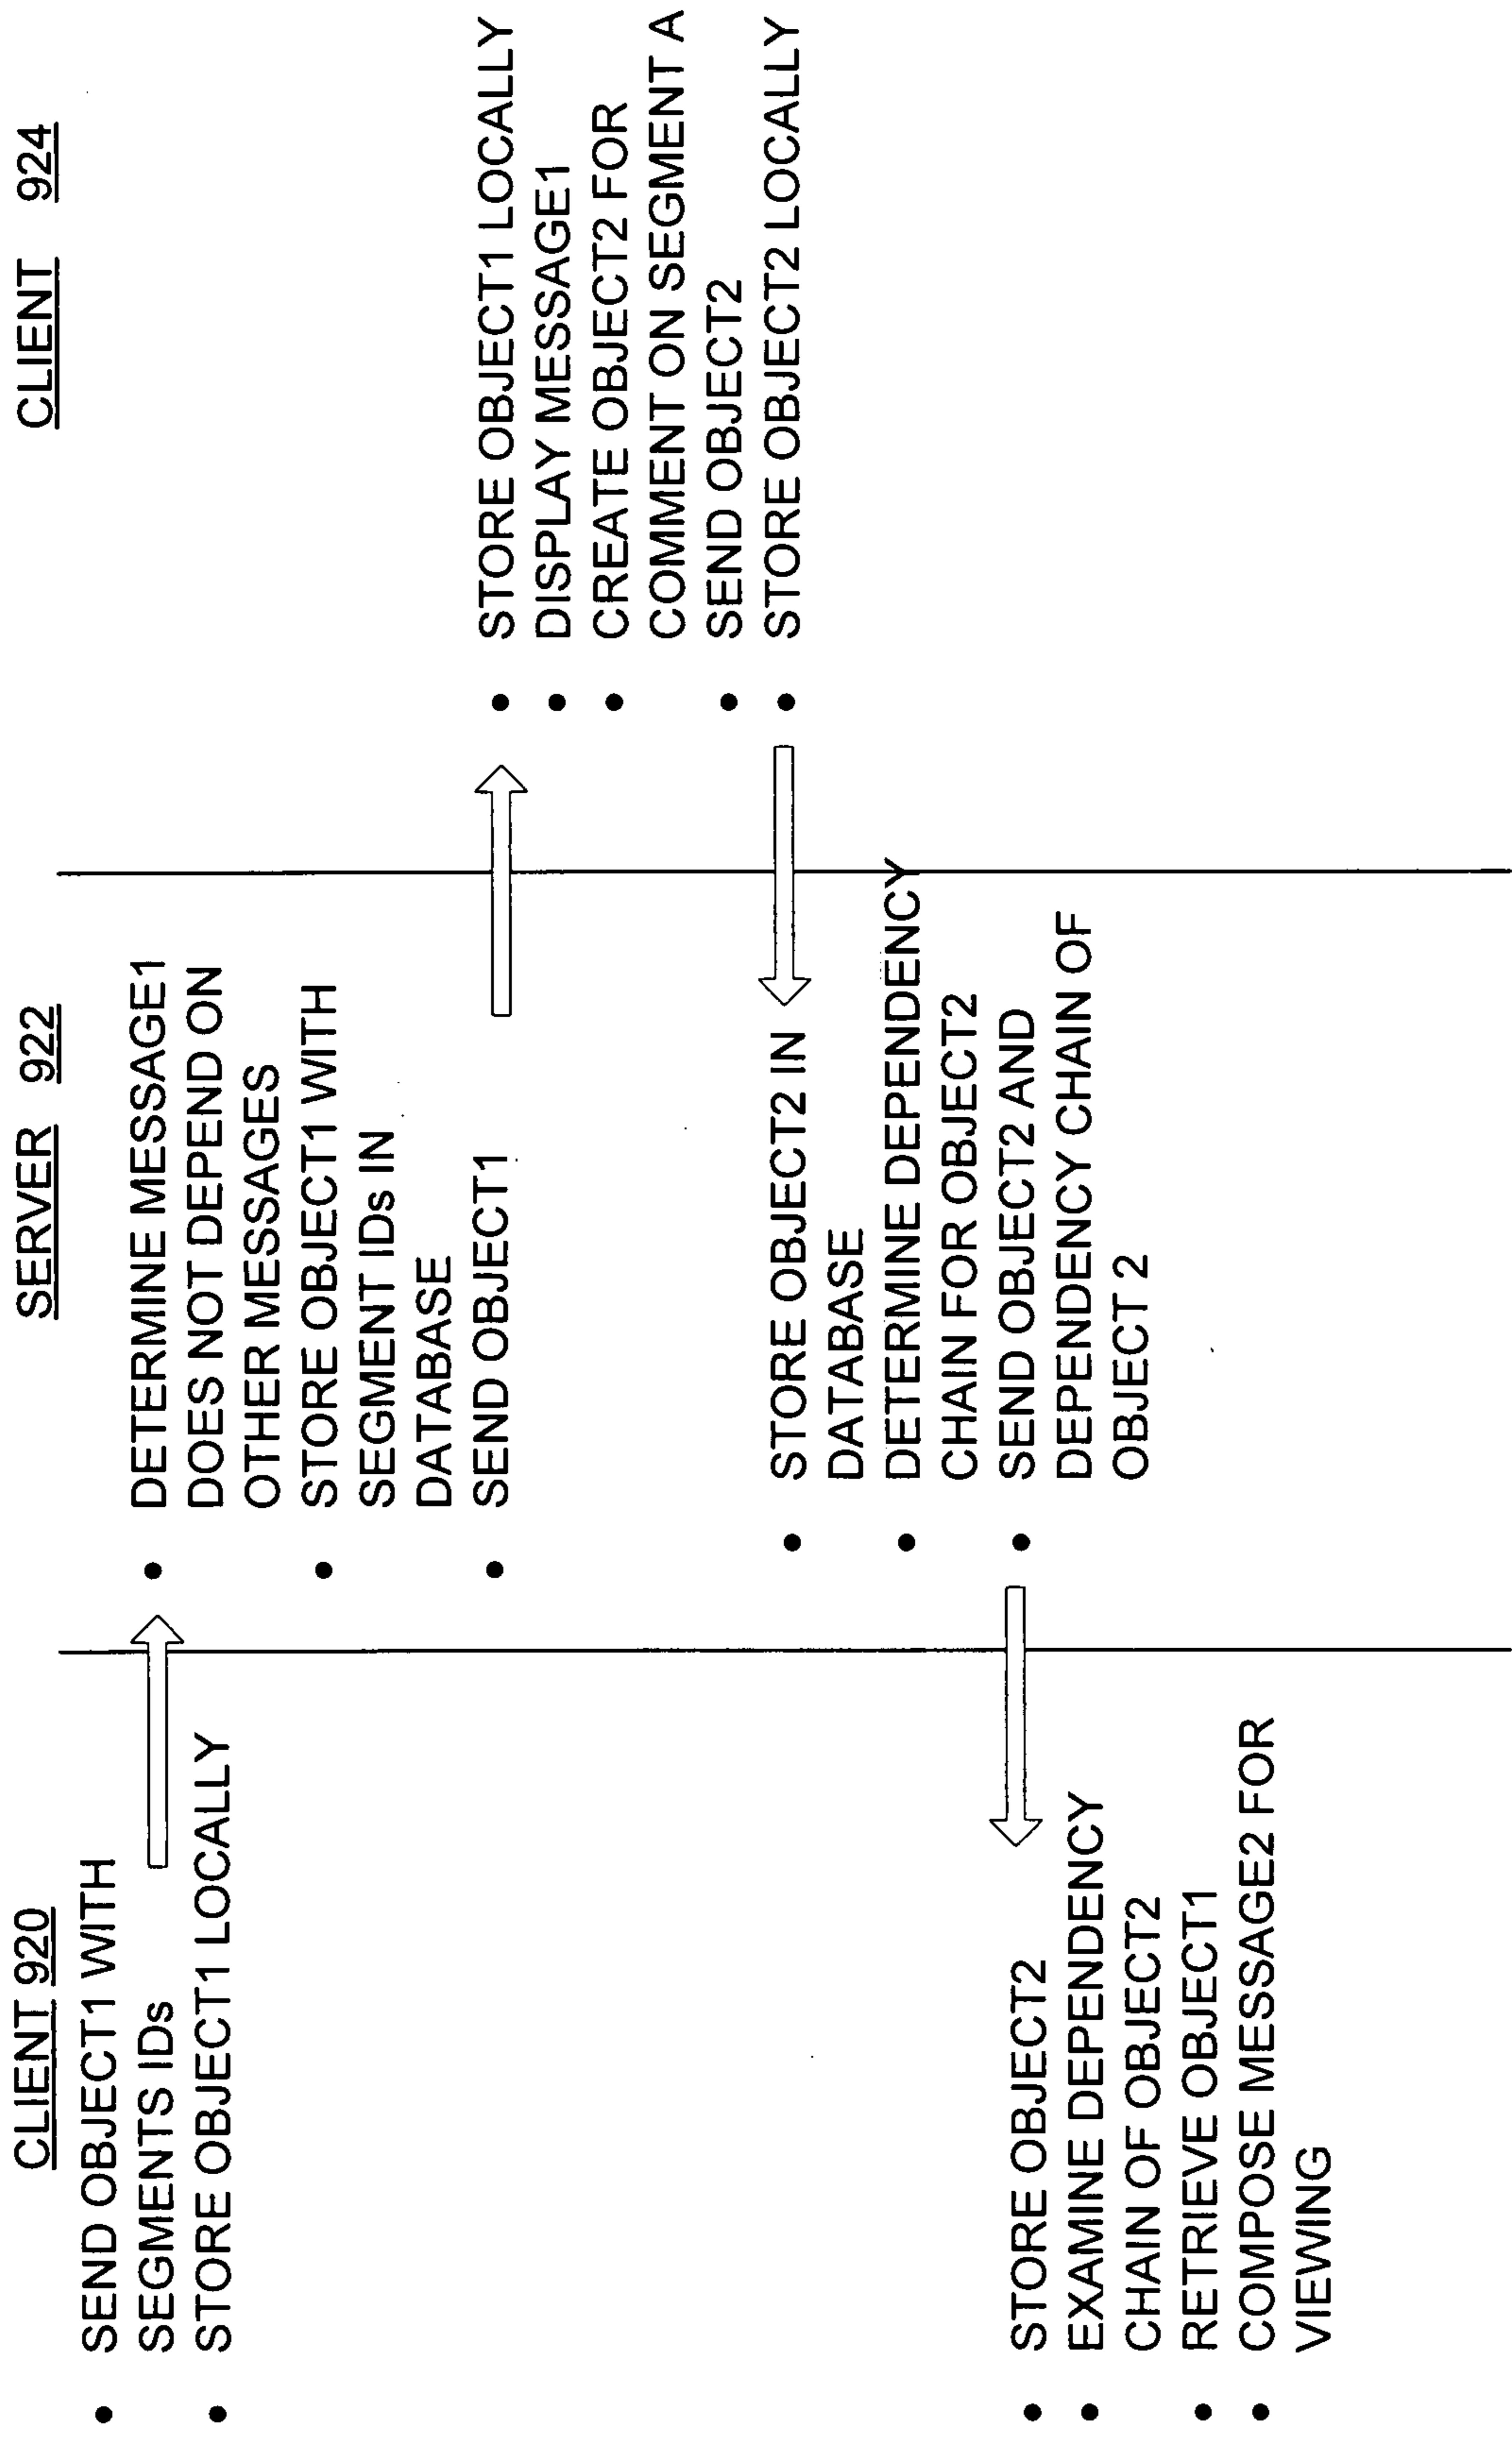 CLIENT 920
SEND OBJECT1 WITH
SEGMENTS IDs
STORE OBJECT1 LOCALLY
STORE OBJECT2
EXAMINE DEPENDENCY
CHAIN OF OBJECT2
RETRIEVE OBJECT1
COMPOSE MESSAGE2 FOR
VIEWING
SERVER 922
DETERMINE MESSAGE1
DOES NOT DEPEND ON
OTHER MESSAGES
STORE OBJECT1 WITH
SEGMENT IDs IN
DATABASE
SEND OBJECT1
STORE OBJECT2 IN
DATABASE
DETERMINE DEPENDENCY
CHAIN FOR OBJECT2
SEND OBJECT2 AND
DEPENDENCY CHAIN OF
OBJECT 2
CLIENT 924
STORE OBJECT1 LOCALLY
DISPLAY MESSAGE1
CREATE OBJECT2 FOR
COMMENT ON SEGMENT A
SEND OBJECT2
STORE OBJECT2 LOCALLY